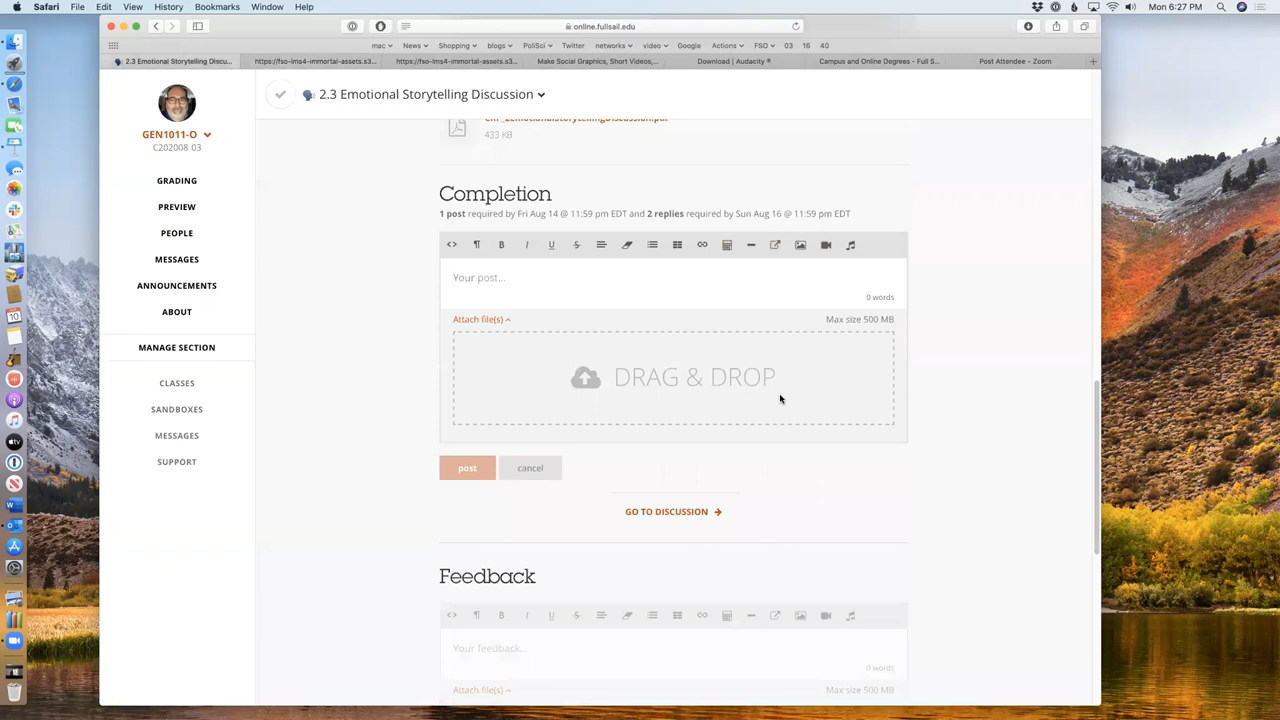 Safari File Edit View History Bookmarks Window Help Mon 6:27 PM
online.fullsail.edu
mac News Shopping blogs PoliSci Twitter networks video Google Actions FSO 03 16 40
2.3 Emotional Storytelling Discu... https://fso-lms4-immortal-assets.s3... https://fso-lms4-immortal-assets.s3... Make Social Graphics, Short Videos,... Download | Audacity ® Campus and Online Degrees - Full S... Post Attendee - Zoom
2.3 Emotional Storytelling Discussion
GEN1011-O
C202008 03
GRADING
PREVIEW
PEOPLE
MESSAGES
ANNOUNCEMENTS
ABOUT
MANAGE SECTION
CLASSES
SANDBOXES
MESSAGES
SUPPORT
433 KB
Completion
1 post required by Fri Aug 14 @ 11:59 pm EDT and 2 replies required by Sun Aug 16 @ 11:59 pm EDT
Your post...
0 words
Attach file(s) Max size 500 MB
DRAG & DROP
post cancel
GO TO DISCUSSION
Feedback
Your feedback...
0 words
Attach file(s) Max size 500 MB